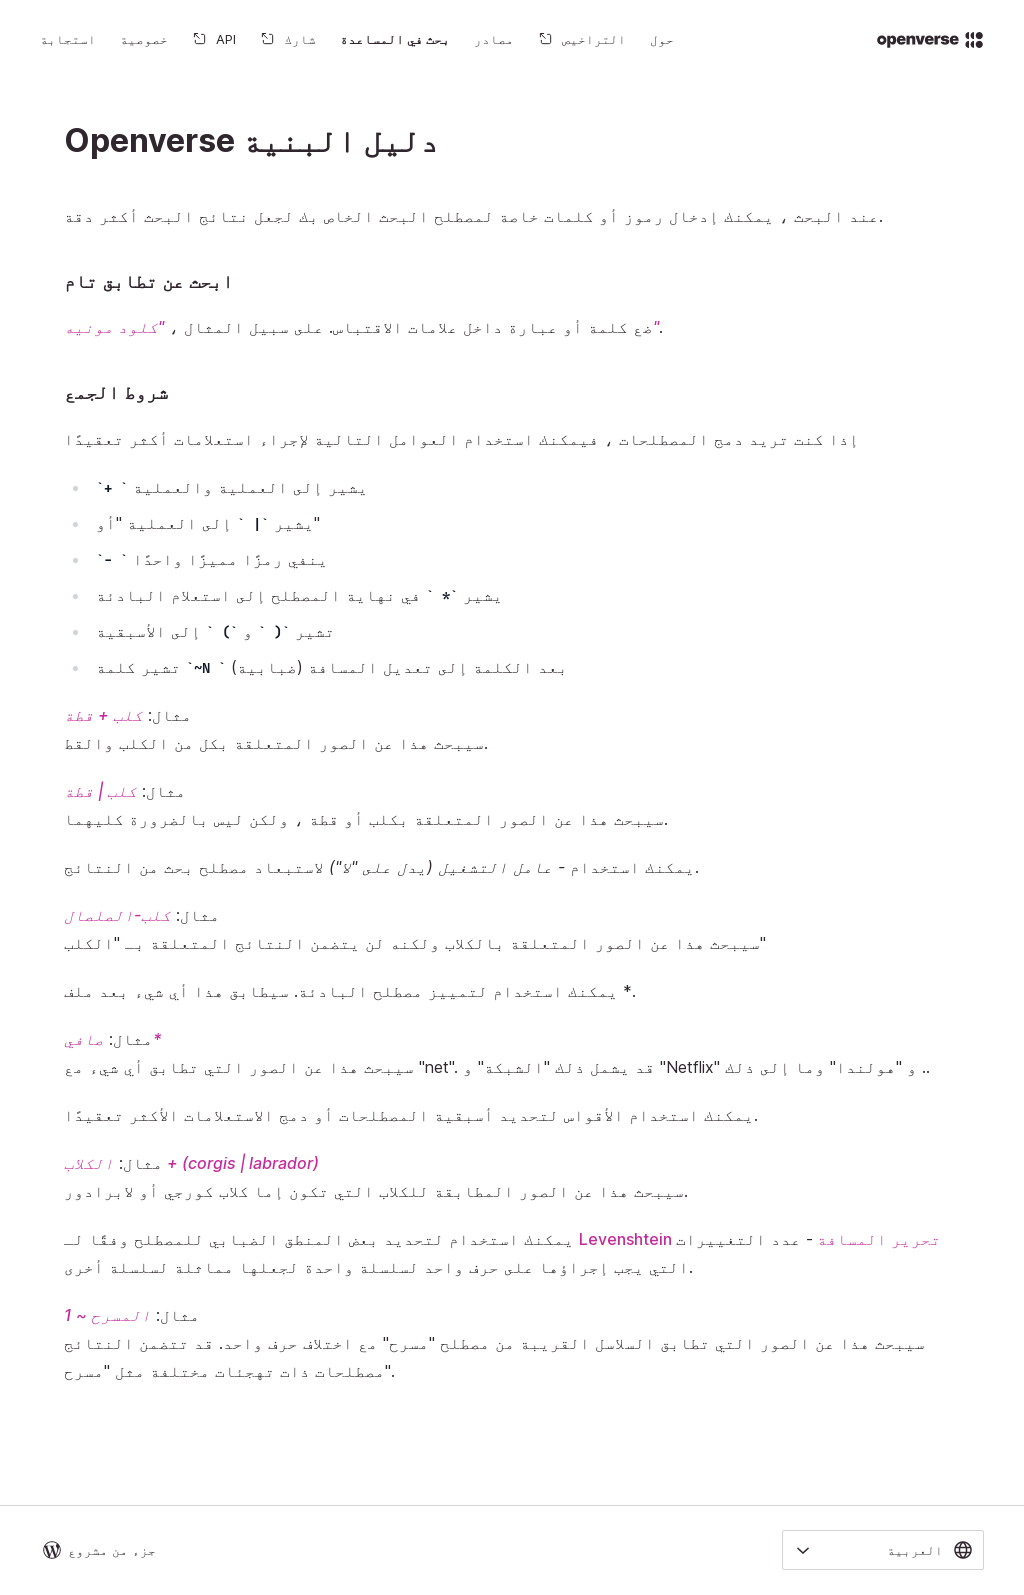 openverse
حول
التراخيص
مصادر
بحث في المساعدة
شارك
API
خصوصية
استجابة
Openverse دليل البنية
عند البحث ، يمكنك إدخال رموز أو كلمات خاصة لمصطلح البحث الخاص بك لجعل نتائج البحث أكثر دقة.
ابحث عن تطابق تام
ضع كلمة أو عبارة داخل علامات الاقتباس. على سبيل المثال ، "كلود مونيه".
شروط الجمع
إذا كنت تريد دمج المصطلحات ، فيمكنك استخدام العوامل التالية لإجراء استعلامات أكثر تعقيدًا
`+ ` يشير إلى العملية والعملية
يشير `| ` إلى العملية "أو"
`- ` ينفي رمزًا مميزًا واحدًا
يشير `* ` في نهاية المصطلح إلى استعلام البادئة
تشير `( ` و `) ` إلى الأسبقية
تشير كلمة `~N ` بعد الكلمة إلى تعديل المسافة (ضبابية)
مثال: كلب + قطة
سيبحث هذا عن الصور المتعلقة بكل من الكلب والقط.
مثال: كلب | قطة
سيبحث هذا عن الصور المتعلقة بكلب أو قطة ، ولكن ليس بالضرورة كليهما.
يمكنك استخدام - عامل التشغيل (يدل على "لا") لاستبعاد مصطلح بحث من النتائج.
مثال: كلب-الصلصال
سيبحث هذا عن الصور المتعلقة بالكلاب ولكنه لن يتضمن النتائج المتعلقة بـ "الكلب"
يمكنك استخدام لتمييز مصطلح البادئة. سيطابق هذا أي شيء بعد ملف *.
مثال: صافي*
سيبحث هذا عن الصور التي تطابق أي شيء مع "net". قد يشمل ذلك "الشبكة" و "Netflix" و "هولندا" وما إلى ذلك ..
يمكنك استخدام الأقواس لتحديد أسبقية المصطلحات أو دمج الاستعلامات الأكثر تعقيدًا.
مثال: الكلاب + (corgis | labrador)
سيبحث هذا عن الصور المطابقة للكلاب التي تكون إما كلاب كورجي أو لابرادور.
يمكنك استخدام لتحديد بعض المنطق الضبابي للمصطلح وفقًا لـ Levenshtein تحرير المسافة - عدد التغييرات
التي يجب إجراؤها على حرف واحد لسلسلة واحدة لجعلها مماثلة لسلسلة أخرى.
مثال: المسرح ~ 1
سيبحث هذا عن الصور التي تطابق السلاسل القريبة من مصطلح "مسرح" مع اختلاف حرف واحد. قد تتضمن النتائج
مصطلحات ذات تهجئات مختلفة مثل "مسرح".
العربية
جزء من مشروع